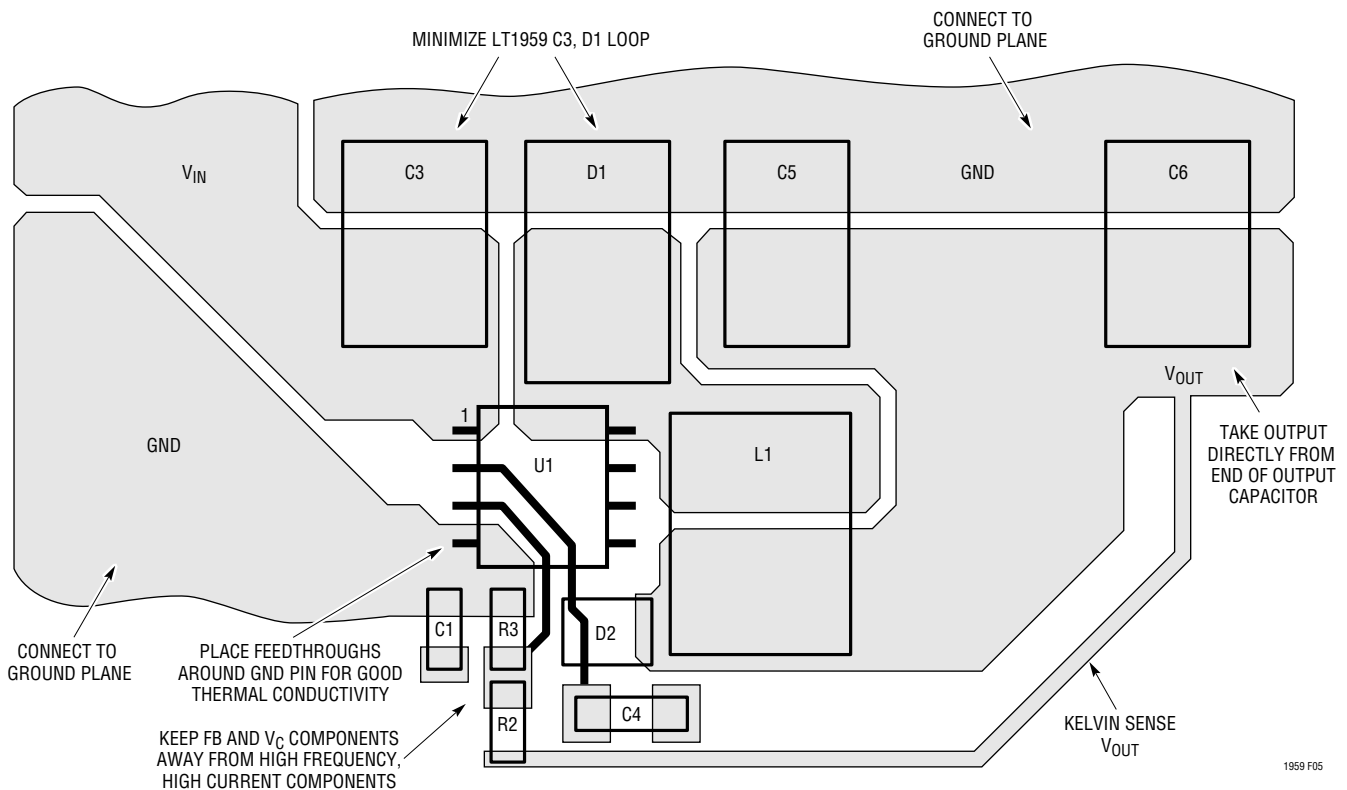 CONNECT TO
GROUND PLANE
MINIMIZE LT1959 C3, D1 LOOP
VIN
C3
D1
C5
GND
C6
VOUT
1
GND
U1
L1
TAKE OUTPUT
DIRECTLY FROM
END OF OUTPUT
CAPACITOR
C1
R3
D2
CONNECT TO
GROUND PLANE
PLACE FEEDTHROUGHS
AROUND GND PIN FOR GOOD
THERMAL CONDUCTIVITY
R2
C4
KEEP FB AND VC COMPONENTS
AWAY FROM HIGH FREQUENCY,
HIGH CURRENT COMPONENTS
KELVIN SENSE
VOUT
1959 F05